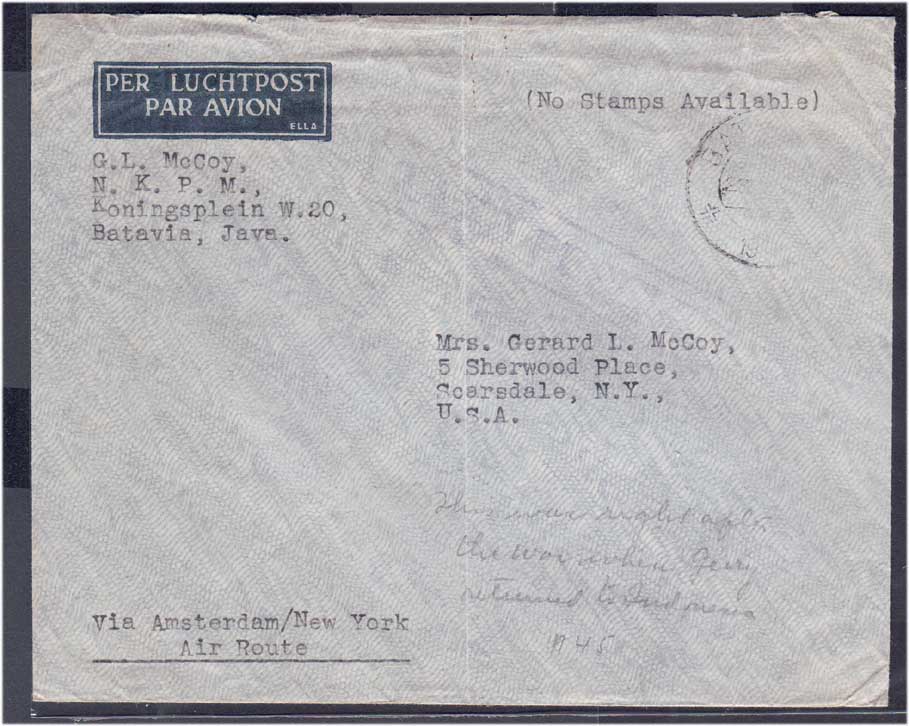 PER LUCHTPOST
PAR AVION
ELLA
(No Stamps Available)
G.L. McCoy,
N. K. P. M.,
Koningsplein W.20,
Batavia, Java.
Mrs. Gerard L. McCoy,
5 Sherwood Place,
Scarsdale, N.Y.,
U.S.A.
This was right after
the war when Gerry
returned to Indonesia
1945
Via Amsterdam/New York
Air Route